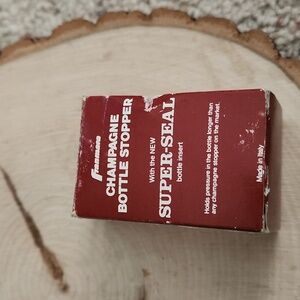 CHAMPAGNE
BOTTLE STOPPER
With the NEW
SUPER-SEAL
bottle insert
Holds pressure in the bottle longer than
any champagne stopper on the market.
Made in Italy